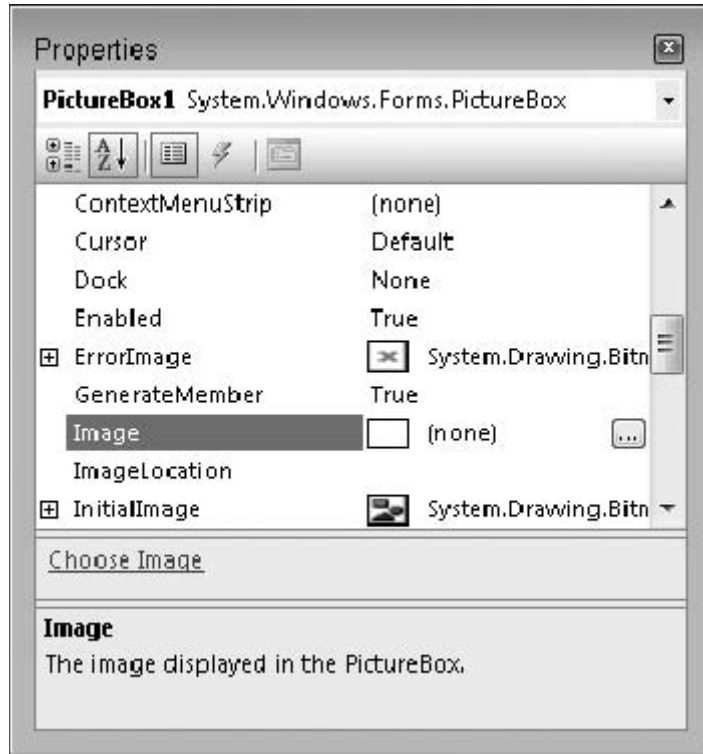 Properties
PictureBox1 System.Windows.Forms.PictureBox
A Z
ContextMenuStrip (none)
Cursor Default
Dock None
Enabled True
ErrorImage System.Drawing.Bitn
GenerateMember True
Image (none) ...
ImageLocation
InitialImage System.Drawing.Bitn
Choose Image
Image
The image displayed in the PictureBox.